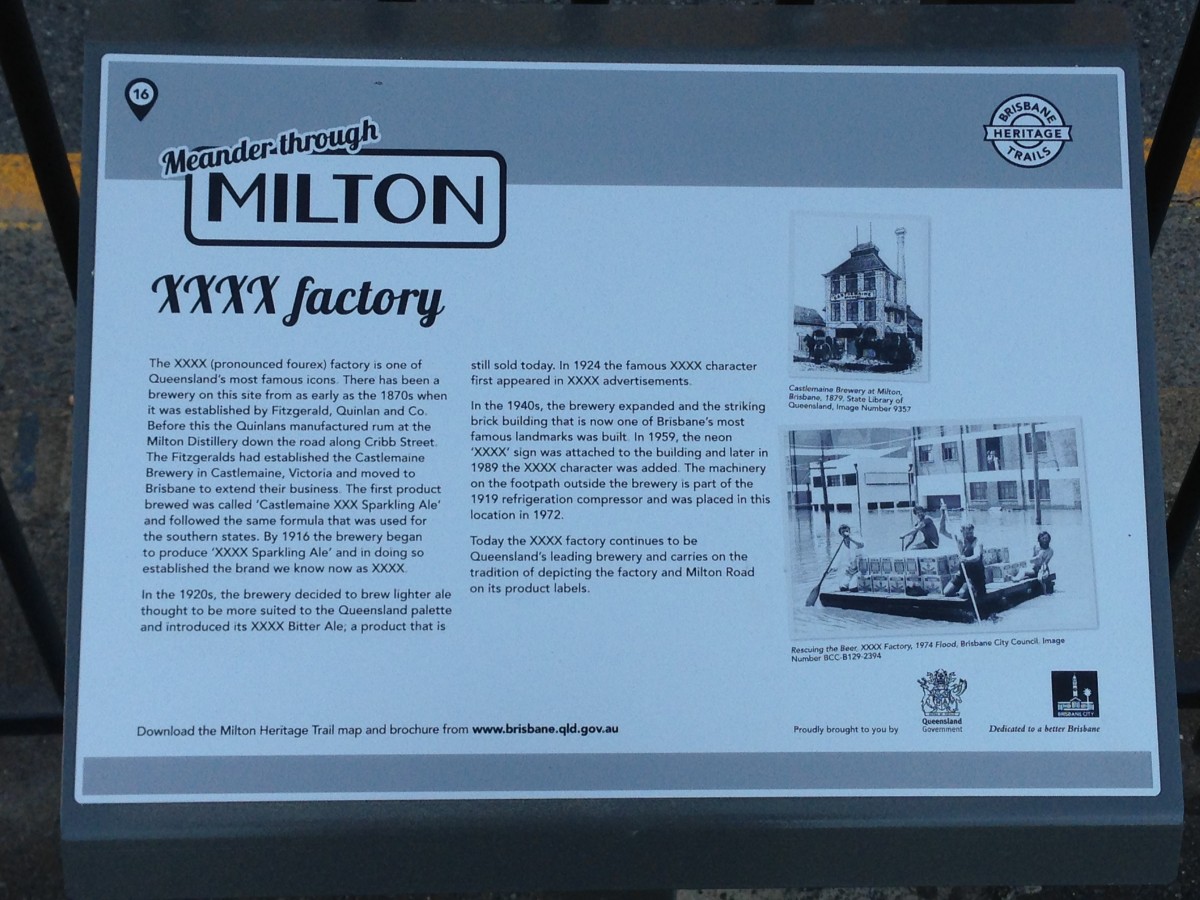 16
Meander through
MILTON
BRISBANE
HERITAGE
TRAILS
XXXX factory
The XXXX (pronounced fourex) factory is one of
Queensland's most famous icons. There has been a
brewery on this site from as early as the 1870s when
it was established by Fitzgerald, Quinlan and Co.
Before this the Quinlans manufactured rum at the
Milton Distillery down the road along Cribb Street.
The Fitzgeralds had established the Castlemaine
Brewery in Castlemaine, Victoria and moved to
Brisbane to extend their business. The first product
brewed was called 'Castlemaine XXX Sparkling Ale'
and followed the same formula that was used for
the southern states. By 1916 the brewery began
to produce 'XXXX Sparkling Ale' and in doing so
established the brand we know now as XXXX.
In the 1920s, the brewery decided to brew lighter ale
thought to be more suited to the Queensland palette
and introduced its XXXX Bitter Ale; a product that is
still sold today. In 1924 the famous XXXX character
first appeared in XXXX advertisements.
In the 1940s, the brewery expanded and the striking
brick building that is now one of Brisbane's most
famous landmarks was built. In 1959, the neon
'XXXX' sign was attached to the building and later in
1989 the XXXX character was added. The machinery
on the footpath outside the brewery is part of the
1919 refrigeration compressor and was placed in this
location in 1972.
Today the XXXX factory continues to be
Queensland's leading brewery and carries on the
tradition of depicting the factory and Milton Road
on its product labels.
Castlemaine Brewery at Milton,
Brisbane, 1879, State Library of
Queensland, Image Number 9357
Rescuing the Beer, XXXX Factory, 1974 Flood, Brisbane City Council. Image
Number BCC-B129-2394
Download the Milton Heritage Trail map and brochure from www.brisbane.qld.gov.au
Proudly brought to you by
Queensland
Government
BRISBANE CITY
Dedicated to a better Brisbane